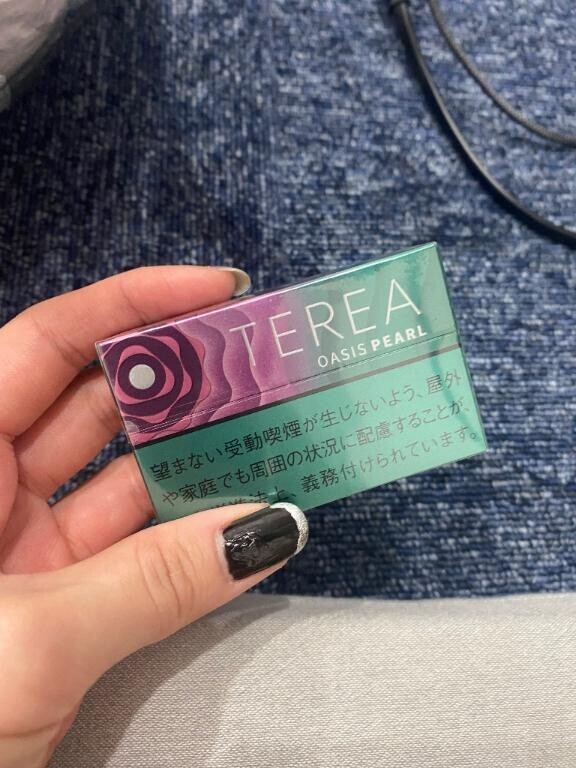 TEREA
OASIS PEARL
望まない受動喫煙が生じないよう、屋外
や家庭でも周囲の状況に配慮することが、
法上、義務付けられています。